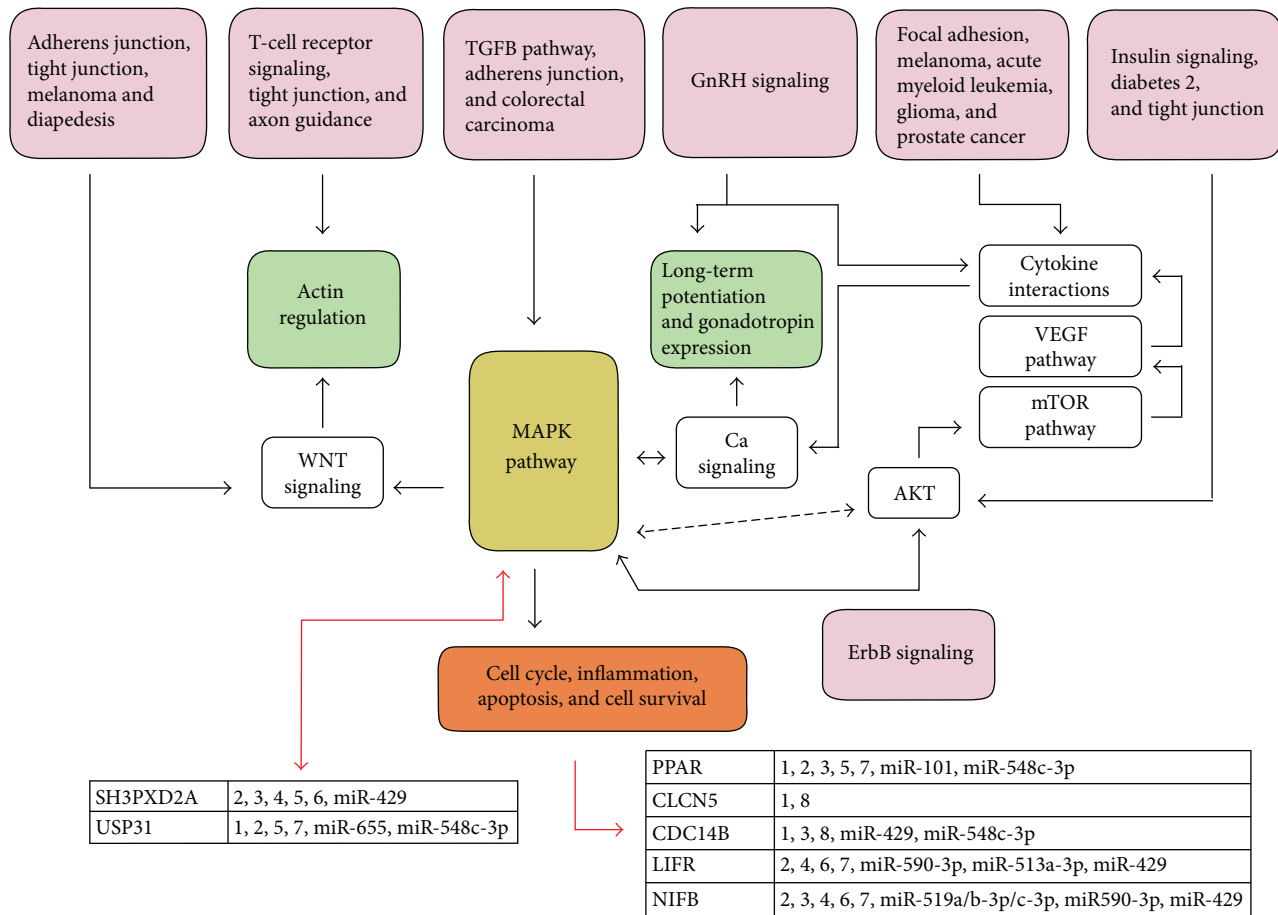 Adherens junction,
tight junction,
melanoma and
diapedesis
T-cell receptor
signaling,
tight junction, and
axon guidance
TGFB pathway,
adherens junction,
and colorectal
carcinoma
GnRH signaling
Focal adhesion,
melanoma, acute
myeloid leukemia,
glioma, and
prostate cancer
Insulin signaling,
diabetes 2,
and tight junction
Actin
regulation
Long-term
potentiation
and gonadotropin
expression
Cytokine
interactions
VEGF
pathway
mTOR
pathway
MAPK
pathway
WNT
signaling
Ca
signaling
AKT
ErbB signaling
Cell cycle, inflammation,
apoptosis, and cell survival
SH3PXD2A 2, 3, 4, 5, 6, miR-429
USP31 1, 2, 5, 7, miR-655, miR-548c-3p
PPAR 1, 2, 3, 5, 7, miR-101, miR-548c-3p
CLCN5 1, 8
CDC14B 1, 3, 8, miR-429, miR-548c-3p
LIFR 2, 4, 6, 7, miR-590-3p, miR-513a-3p, miR-429
NIFB 2, 3, 4, 6, 7, miR-519a/b-3p/c-3p, miR590-3p, miR-429